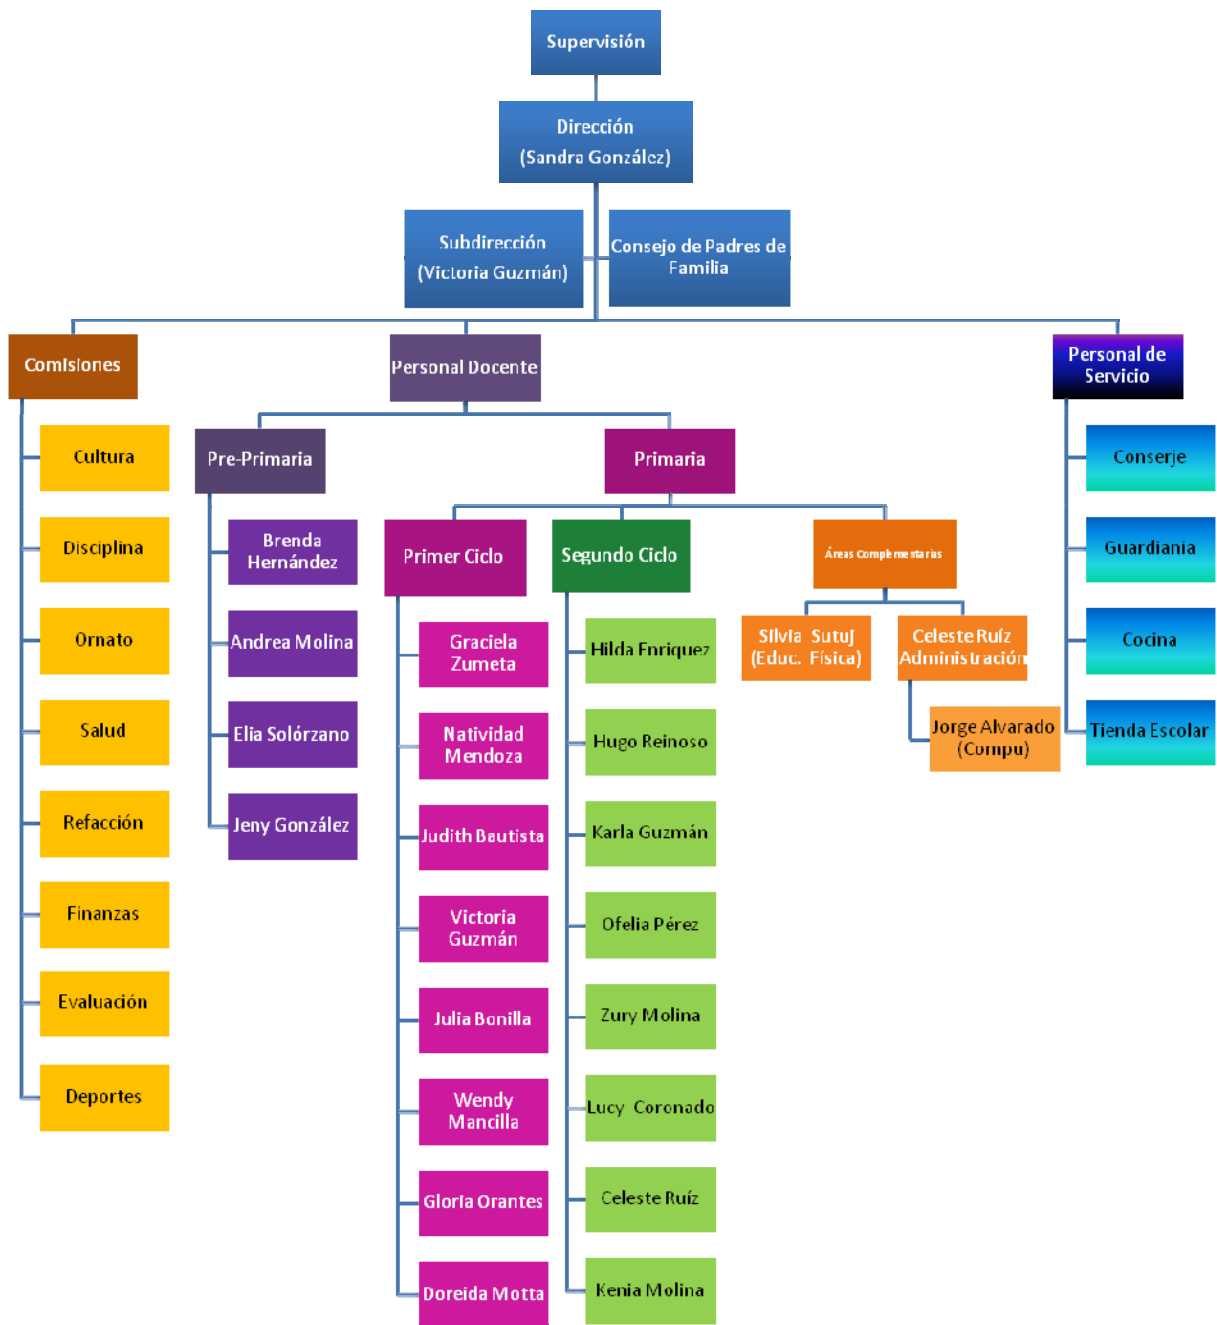 Supervisión
Dirección
(Sandra González)
Subdirección
(Victoria Guzmán)
Consejo de Padres de
Familia
Comisiones
Cultura
Disciplina
Ornato
Salud
Refacción
Finanzas
Evaluación
Deportes
Personal Docente
Pre-Primaria
Brenda
Hernández
Andrea Molina
Elia Solórzano
Jeny González
Primaria
Primer Ciclo
Graciela
Zumeta
Natividad
Mendoza
Judith Bautista
Victoria
Guzmán
Julia Bonilla
Wendy
Mancilla
Gloria Orantes
Doreida Motta
Segundo Ciclo
Hilda Enriquez
Hugo Reinoso
Karla Guzmán
Ofelia Pérez
Zury Molina
Lucy Coronado
Celeste Ruíz
Kenia Molina
Áreas Complementarias
Silvia Sutuj
(Educ. Física)
Celeste Ruíz
Administración
Jorge Alvarado
(Compu)
Personal de
Servicio
Conserje
Guardiania
Cocina
Tienda Escolar